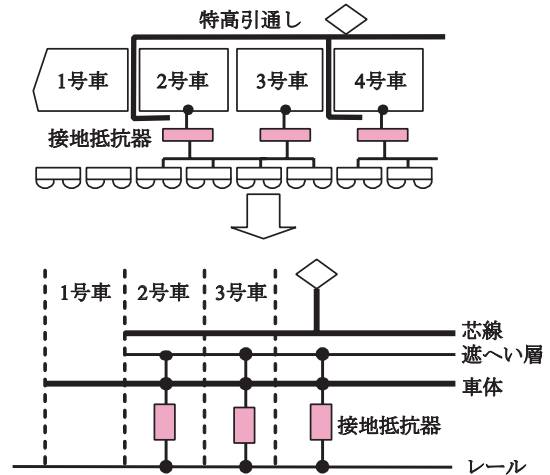 特高引通し
1号車
2号車
3号車
4号車
接地抵抗器
1号車
2号車
3号車
芯線
遮へい層
車体
接地抵抗器
レール